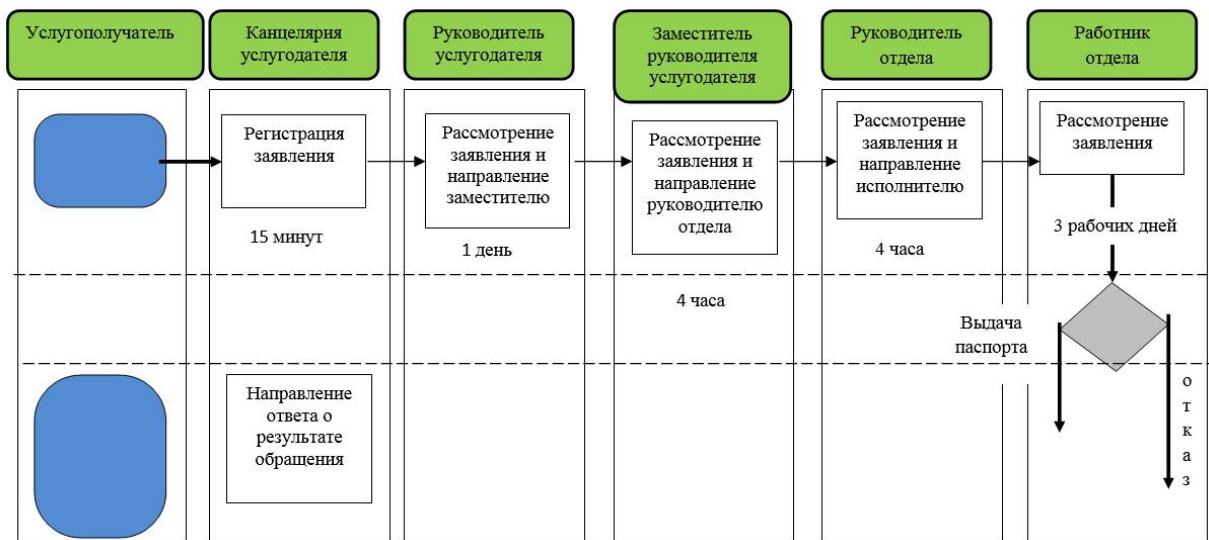 Услугополучатель
Канцелярия
услугодателя
Руководитель
услугодателя
Заместитель
руководителя
услугодателя
Руководитель
отдела
Работник
отдела
Регистрация
заявления
15 минут
Рассмотрение
заявления и
направление
заместителю
1 день
Рассмотрение
заявления и
направление
руководителю
отдела
4 часа
Рассмотрение
заявления и
направление
исполнителю
4 часа
Рассмотрение
заявления
3 рабочих дней
Выдача
паспорта
о
т
к
а
з
Направление
ответа о
результате
обращения